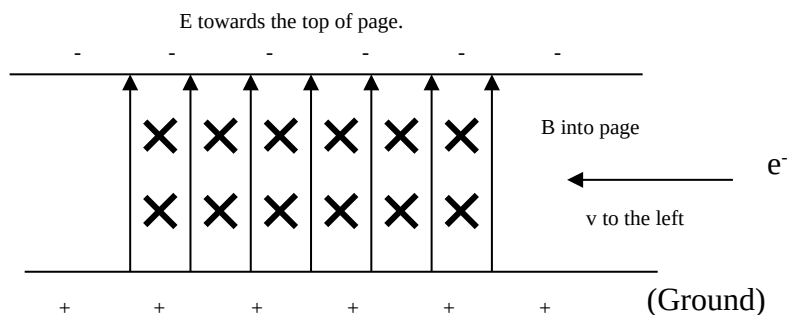 E towards the top of page.
- - - - - -
B into page
e-
v to the left
(Ground)
+ + + + + +